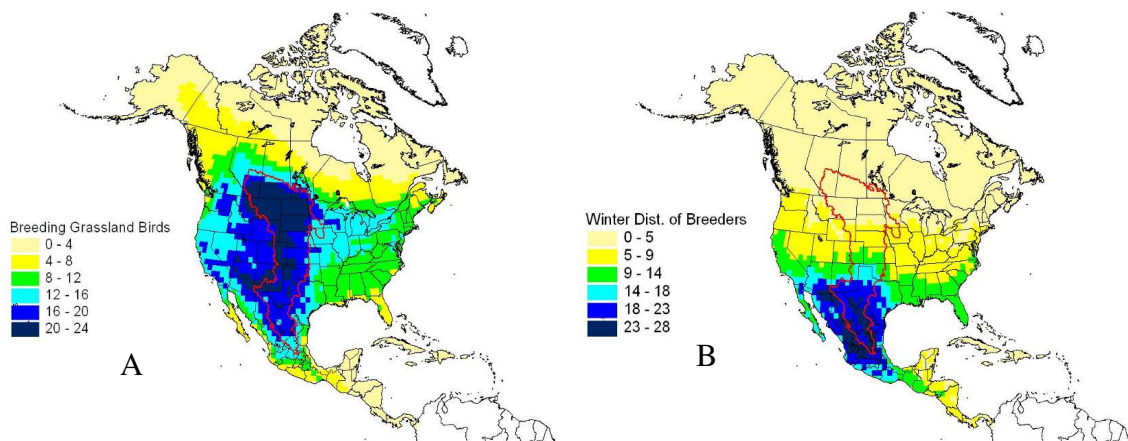 Breeding Grassland Birds
0 - 4
4 - 8
8 - 12
12 - 16
16 - 20
20 - 24
A
Winter Dist. of Breeders
0 - 5
5 - 9
9 - 14
14 - 18
18 - 23
23 - 28
B